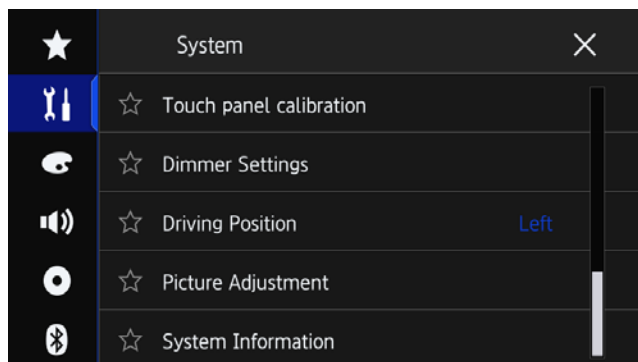 System
Touch panel calibration
Dimmer Settings
Driving Position Left
Picture Adjustment
System Information